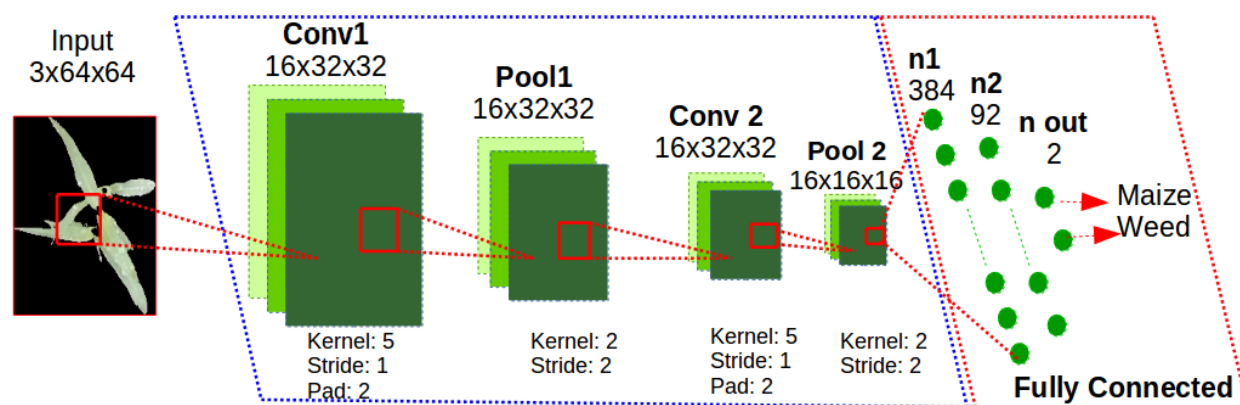 Input
3x64x64
Conv1
16x32x32
Kernel: 5
Stride: 1
Pad: 2
Pool1
16x32x32
Kernel: 2
Stride: 2
Conv 2
16x32x32
Kernel: 5
Stride: 1
Pad: 2
Pool 2
16x16x16
Kernel: 2
Stride: 2
n1
384
n2
92
n out
2
Maize
Weed
Fully Connected